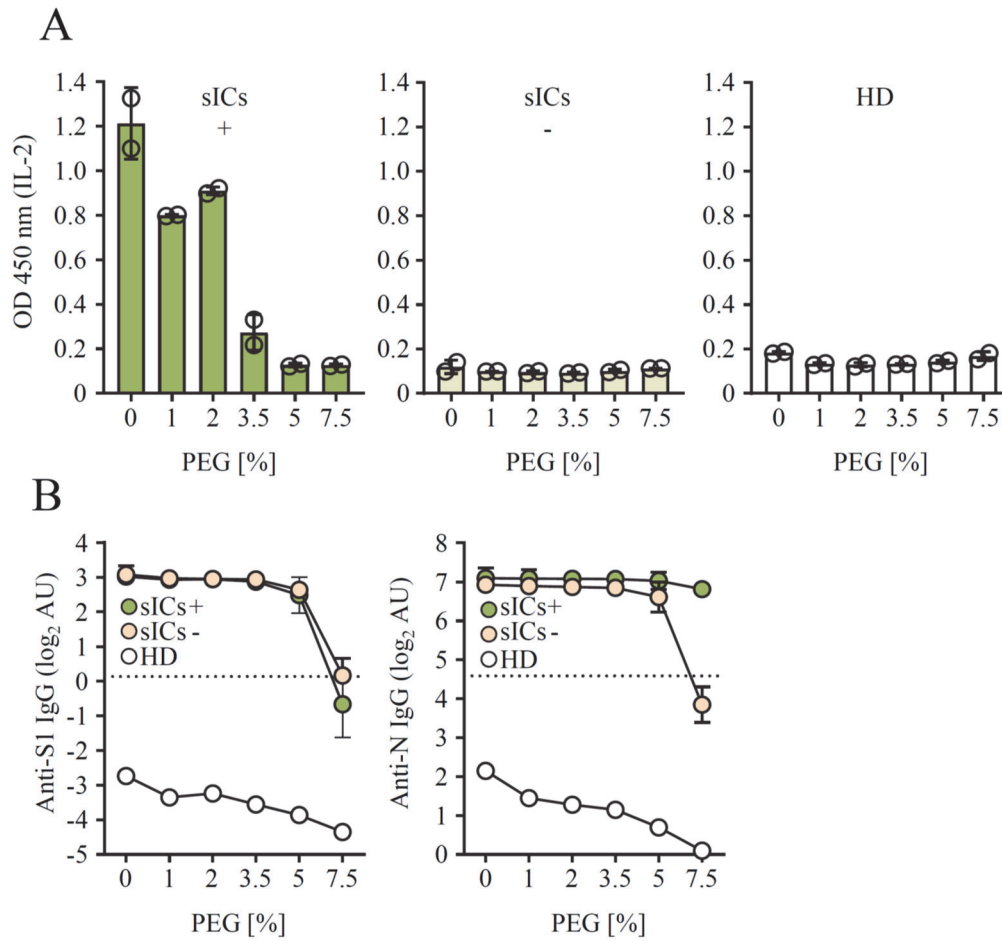 A
sICs
+
sICs
-
HD
OD 450 nm (IL-2)
1.4
1.2
1.0
0.8
0.6
0.4
0.2
0
0 1 2 3.5 5 7.5
PEG [%]
1.4
1.2
1.0
0.8
0.6
0.4
0.2
0
0 1 2 3.5 5 7.5
PEG [%]
1.4
1.2
1.0
0.8
0.6
0.4
0.2
0
0 1 2 3.5 5 7.5
PEG [%]
B
Anti-S1 IgG (log₂ AU)
4
3
2
1
0
-1
-2
-3
-4
-5
sICs+
sICs-
HD
0 1 2 3.5 5 7.5
PEG [%]
Anti-N IgG (log₂ AU)
8
7
6
5
4
3
2
1
0
sICs+
sICs-
HD
0 1 2 3.5 5 7.5
PEG [%]